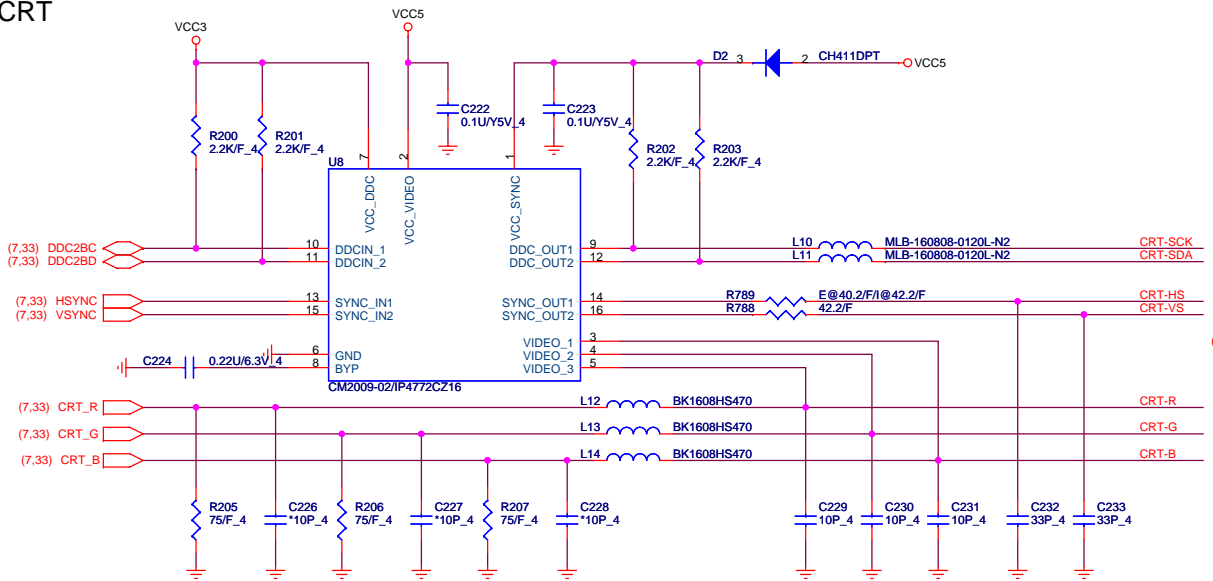 CRT
VCC3
VCC5
D2 3 2 CH411DPT
VCC5
C222
0.1U/Y5V_4
C223
0.1U/Y5V_4
R200
2.2K/F_4
R201
2.2K/F_4
R202
2.2K/F_4
R203
2.2K/F_4
U8
7
2
1
VCC_DDC
VCC_VIDEO
VCC_SYNC
(7,33) DDC2BC
10 DDCIN_1
DDC_OUT1 9
L10 MLB-160808-0120L-N2
CRT-SCK
(7,33) DDC2BD
11 DDCIN_2
DDC_OUT2 12
L11 MLB-160808-0120L-N2
CRT-SDA
(7,33) HSYNC
13 SYNC_IN1
SYNC_OUT1 14
R789 E@40.2/F/I@42.2/F
CRT-HS
(7,33) VSYNC
15 SYNC_IN2
SYNC_OUT2 16
R788 42.2/F
CRT-VS
VIDEO_1 3
6 GND
VIDEO_2 4
C224 0.22U/6.3V_4
8 BYP
VIDEO_3 5
CM2009-02/IP4772CZ16
(7,33) CRT_R
L12 BK1608HS470
CRT-R
(7,33) CRT_G
L13 BK1608HS470
CRT-G
(7,33) CRT_B
L14 BK1608HS470
CRT-B
R205
75/F_4
C226
*10P_4
R206
75/F_4
C227
*10P_4
R207
75/F_4
C228
*10P_4
C229
10P_4
C230
10P_4
C231
10P_4
C232
33P_4
C233
33P_4